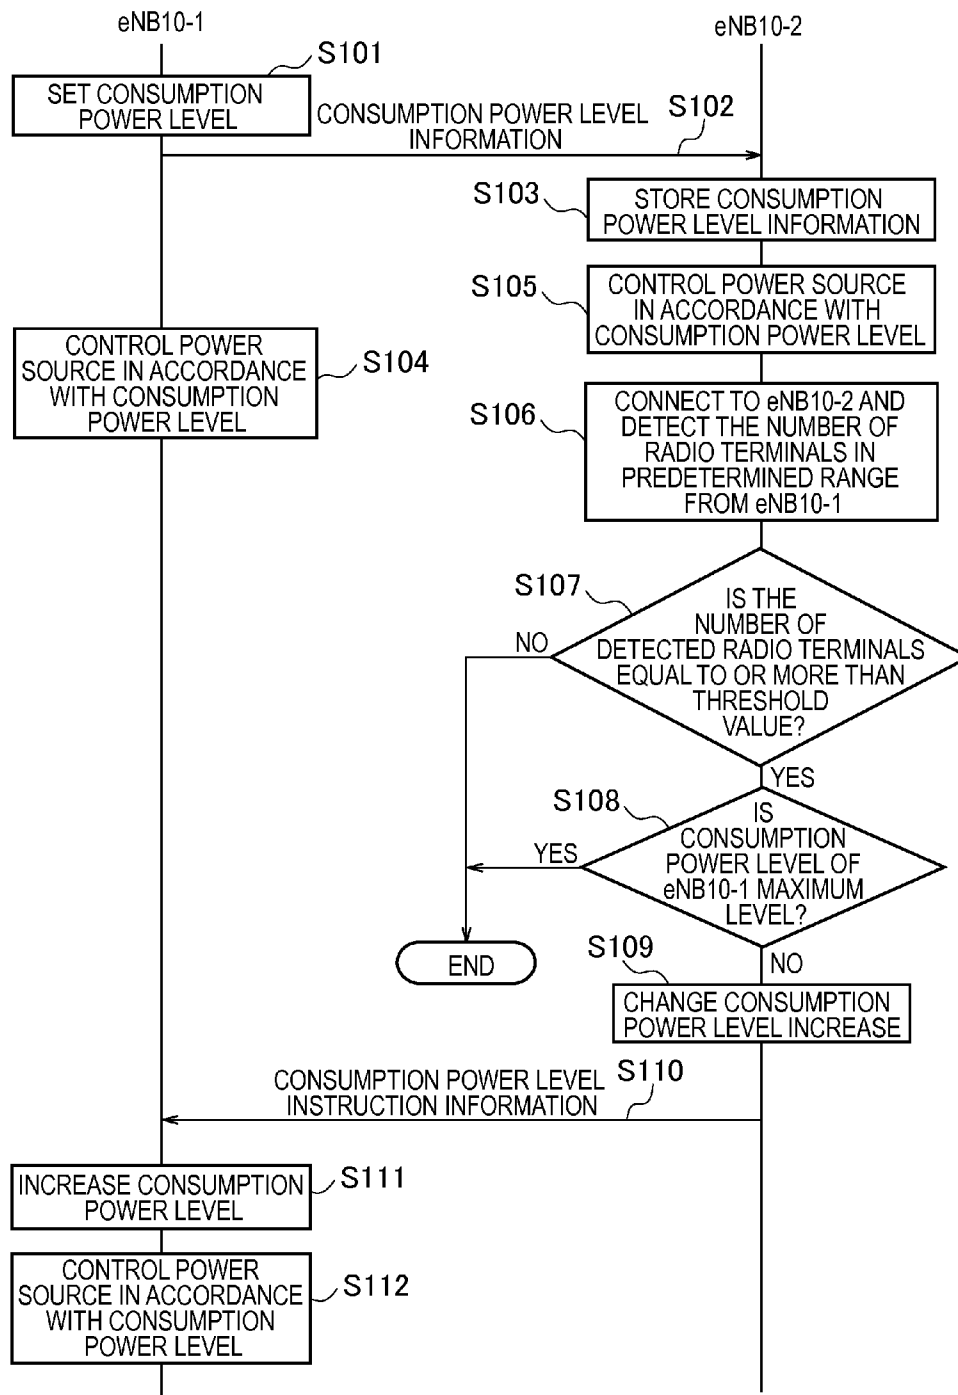 eNB10-1
eNB10-2
S101
SET CONSUMPTION
POWER LEVEL
CONSUMPTION POWER LEVEL
INFORMATION
S102
S103
STORE CONSUMPTION
POWER LEVEL INFORMATION
S105
CONTROL POWER SOURCE
IN ACCORDANCE WITH
CONSUMPTION POWER LEVEL
CONTROL POWER
SOURCE IN ACCORDANCE
WITH CONSUMPTION
POWER LEVEL
S104
S106
CONNECT TO eNB10-2 AND
DETECT THE NUMBER OF
RADIO TERMINALS IN
PREDETERMINED RANGE
FROM eNB10-1
S107
IS THE
NUMBER OF
DETECTED RADIO TERMINALS
EQUAL TO OR MORE THAN
THRESHOLD
VALUE?
NO
YES
S108
IS
CONSUMPTION
POWER LEVEL OF
eNB10-1 MAXIMUM
LEVEL?
YES
NO
END
S109
CHANGE CONSUMPTION
POWER LEVEL INCREASE
CONSUMPTION POWER LEVEL
INSTRUCTION INFORMATION
S110
INCREASE CONSUMPTION
POWER LEVEL
S111
CONTROL POWER
SOURCE IN ACCORDANCE
WITH CONSUMPTION
POWER LEVEL
S112